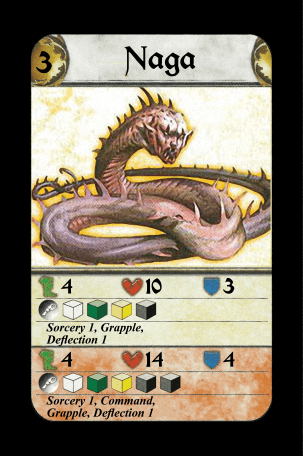 3 Naga
4 10 3
Sorcery 1, Grapple,
Deflection 1
4 14 4
Sorcery 1, Command,
Grapple, Deflection 1